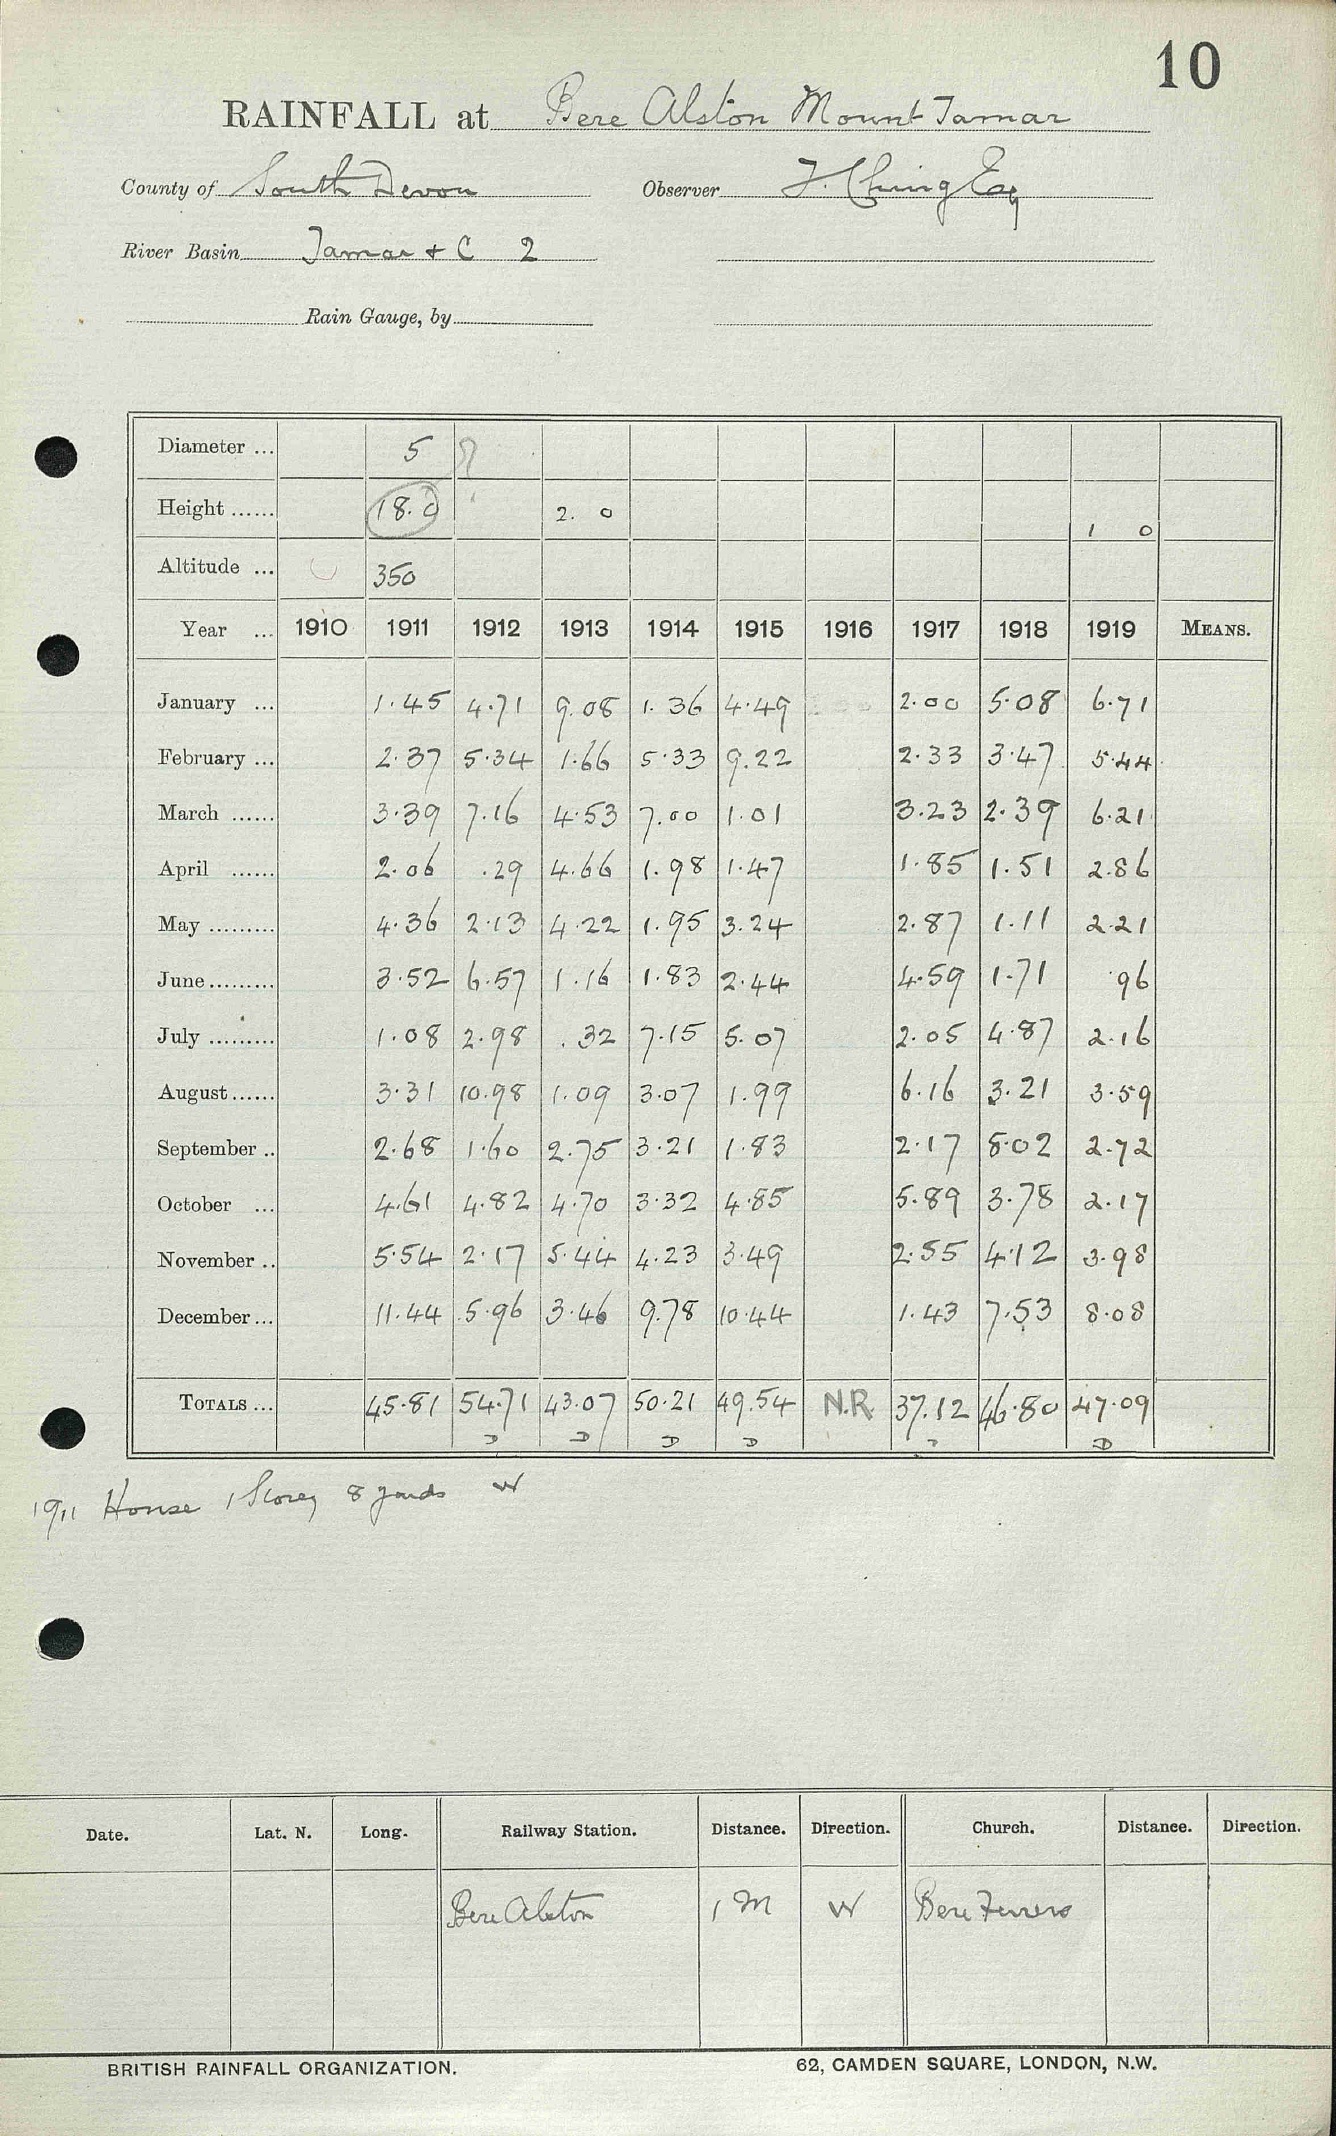 10
RAINFALL at Bere Alston Mount Tamar
County of South Devon Observer J. Ching Esq
River Basin Tamar & C 2
Rain Gauge, by
Diameter ... 5 ?
Height ...... 18.0 2. 0 1 0
Altitude ... 350
Year ... 1910 1911 1912 1913 1914 1915 1916 1917 1918 1919 MEANS.
January ... 1.45 4.71 9.08 1.36 4.49 2.00 5.08 6.71
February ... 2.37 5.34 1.66 5.33 9.22 2.33 3.47 5.44
March ...... 3.39 7.16 4.53 7.00 1.01 3.23 2.39 6.21
April ...... 2.06 .29 4.66 1.98 1.47 1.85 1.51 2.86
May ......... 4.36 2.13 4.22 1.95 3.24 2.87 1.11 2.21
June ......... 3.52 6.57 1.16 1.83 2.44 4.59 1.71 .96
July ......... 1.08 2.98 .32 7.15 5.07 2.05 4.87 2.16
August ...... 3.31 10.98 1.09 3.07 1.99 6.16 3.21 3.59
September .. 2.68 1.60 2.75 3.21 1.83 2.17 8.02 2.72
October ... 4.61 4.82 4.70 3.32 4.85 5.89 3.78 2.17
November .. 5.54 2.17 5.44 4.23 3.49 2.55 4.12 3.98
December ... 11.44 5.96 3.46 9.78 10.44 1.43 7.53 8.08
TOTALS ... 45.81 54.71 43.07 50.21 49.54 N.R. 37.12 46.80 47.09
D D D D D D
1911 House 1 Storey 8 yards W
Date. Lat. N. Long. Railway Station. Distance. Direction. Church. Distance. Direction.
Bere Alston 1 M W Bere Ferrers
BRITISH RAINFALL ORGANIZATION. 62, CAMDEN SQUARE, LONDON, N.W.